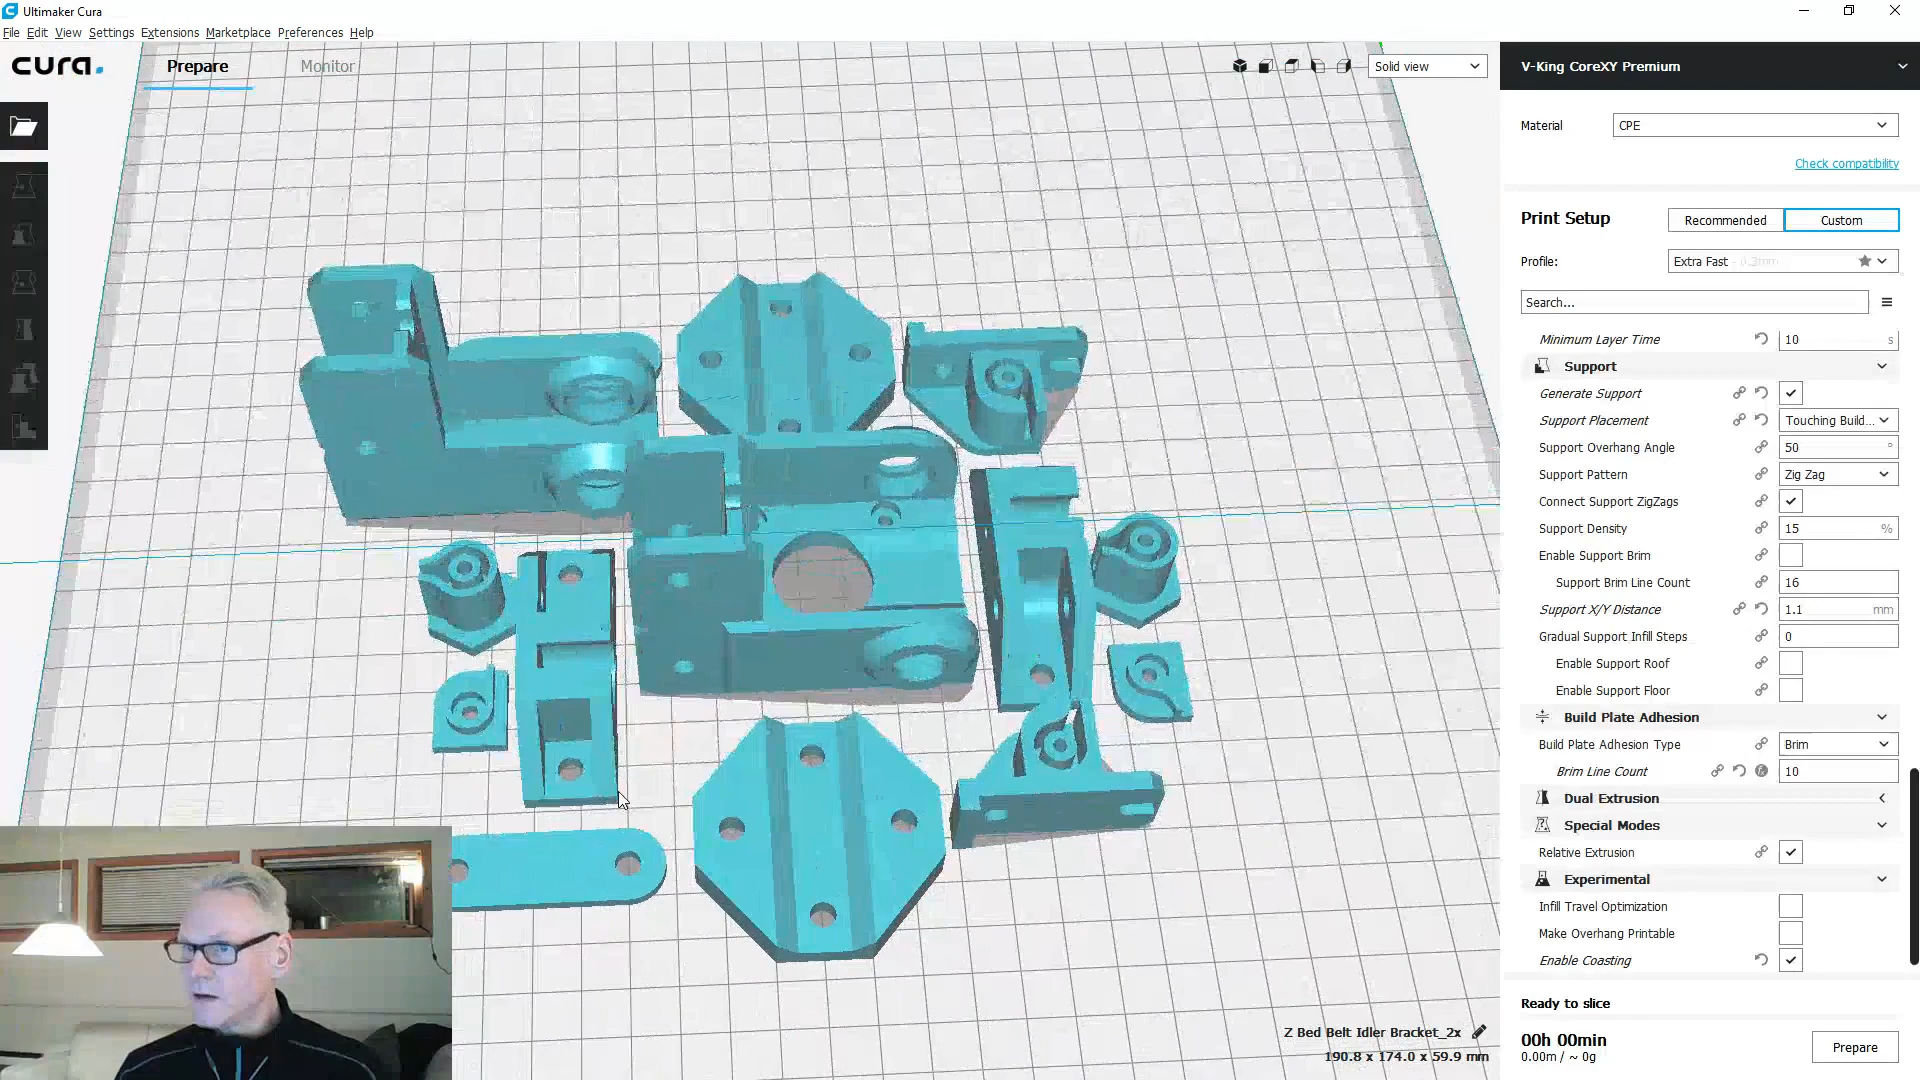 Ultimaker Cura
File Edit View Settings Extensions Marketplace Preferences Help
cura.
Prepare
Monitor
Solid view
V-King CoreXY Premium
Material
CPE
Check compatibility
Print Setup
Recommended
Custom
Profile:
Extra Fast - 0.3mm
Search...
Minimum Layer Time
10 s
Support
Generate Support
Support Placement
Touching Build...
Support Overhang Angle
50 °
Support Pattern
Zig Zag
Connect Support ZigZags
Support Density
15 %
Enable Support Brim
Support Brim Line Count
16
Support X/Y Distance
1.1 mm
Gradual Support Infill Steps
0
Enable Support Roof
Enable Support Floor
Build Plate Adhesion
Build Plate Adhesion Type
Brim
Brim Line Count
10
Dual Extrusion
Special Modes
Relative Extrusion
Experimental
Infill Travel Optimization
Make Overhang Printable
Enable Coasting
Ready to slice
00h 00min
0.00m / ~ 0g
Prepare
Z Bed Belt Idler Bracket_2x
190.8 x 174.0 x 59.9 mm